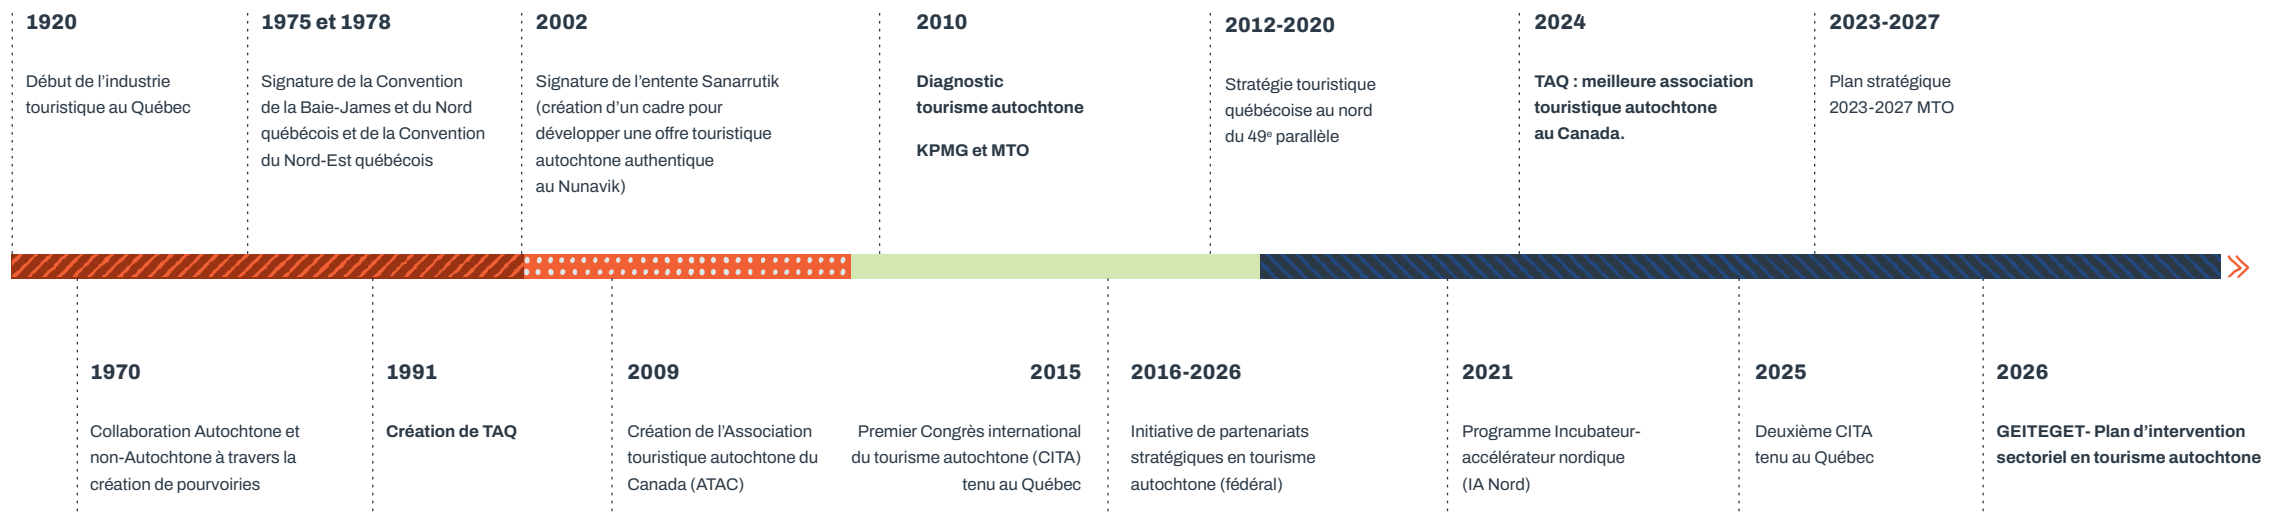 1920
Début de l’industrie
touristique au Québec
1975 et 1978
Signature de la Convention
de la Baie-James et du Nord
québécois et de la Convention
du Nord-Est québécois
2002
Signature de l’entente Sanarrutik
(création d’un cadre pour
développer une offre touristique
autochtone authentique
au Nunavik)
2010
Diagnostic
tourisme autochtone
KPMG et MTO
2012-2020
Stratégie touristique
québécoise au nord
du 49e parallèle
2024
TAQ : meilleure association
touristique autochtone
au Canada.
2023-2027
Plan stratégique
2023-2027 MTO
1970
Collaboration Autochtone et
non-Autochtone à travers la
création de pourvoiries
1991
Création de TAQ
2009
Création de l’Association
touristique autochtone du
Canada (ATAC)
2015
Premier Congrès international
du tourisme autochtone (CITA)
tenu au Québec
2016-2026
Initiative de partenariats
stratégiques en tourisme
autochtone (fédéral)
2021
Programme Incubateur-
accélérateur nordique
(IA Nord)
2025
Deuxième CITA
tenu au Québec
2026
GEITEGET- Plan d’intervention
sectoriel en tourisme autochtone